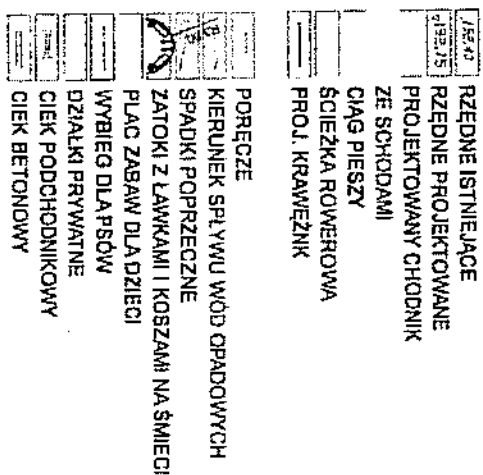 RZĘDNE ISTNIEJĄCE
RZĘDNE PROJEKTOWANE
PROJEKTOWANY CHODNIK
ZE SCHODAMI
CIĄG PIESZY
ŚCIEŻKA ROWEROWA
PROJ. KRAWĘŻNK
PORĘCZE
KIERUNEK SPŁYWU WÓD OPADOWYCH
SPADKI POPRZECZNE
ZATOKI Z ŁAWKAMI I KOSZAMI NA ŚMIECI
PLAC ZABAW DLA DZIECI
WYBIEG DLA PSÓW
DZIAŁKI PRYWATNE
CIEK PODCHODNIKOWY
CIEK BETONOWY